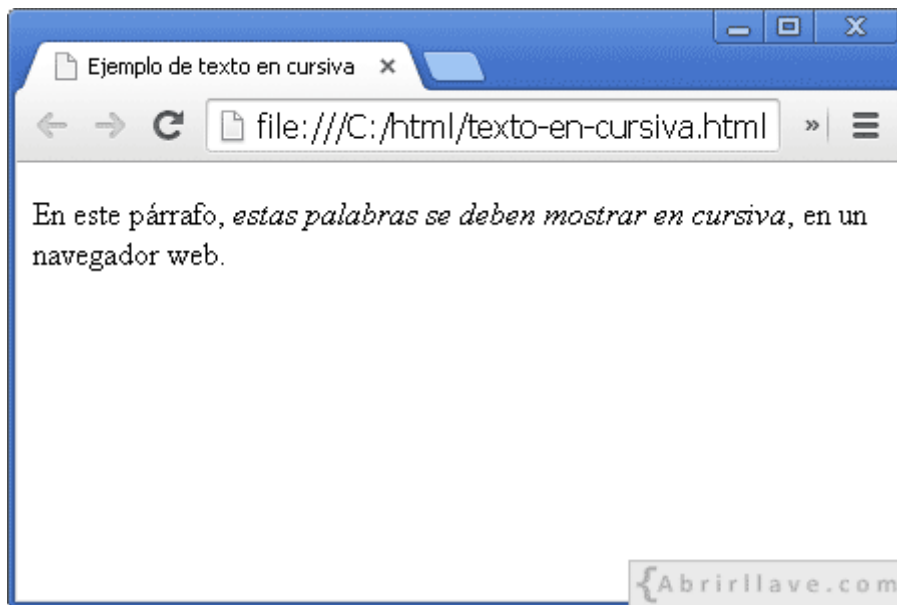 Ejemplo de texto en cursiva
file:///C:/html/texto-en-cursiva.html
En este párrafo, estas palabras se deben mostrar en cursiva, en un
navegador web.
{Abrirllave.com